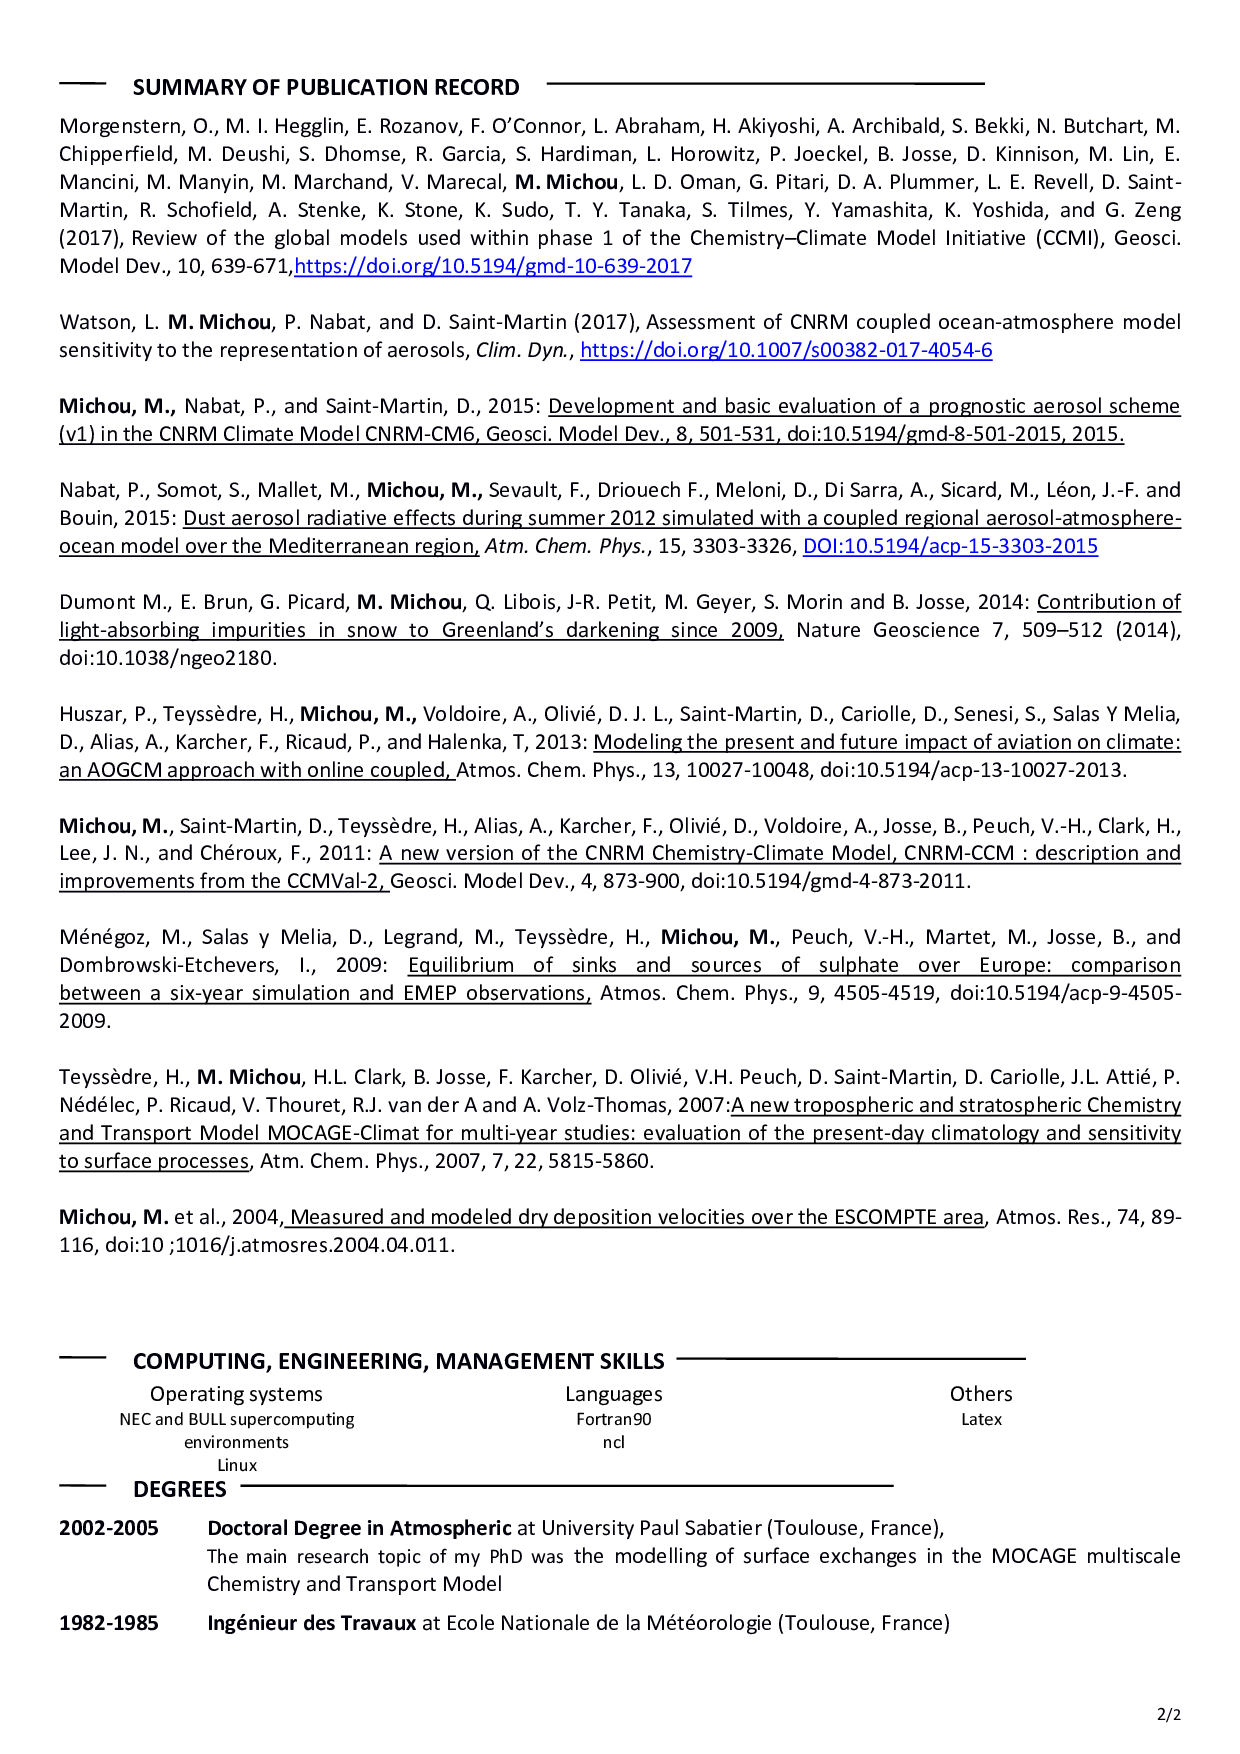 SUMMARY OF PUBLICATION RECORD
Morgenstern, O., M. I. Hegglin, E. Rozanov, F. O’Connor, L. Abraham, H. Akiyoshi, A. Archibald, S. Bekki, N. Butchart, M.
Chipperfield, M. Deushi, S. Dhomse, R. Garcia, S. Hardiman, L. Horowitz, P. Joeckel, B. Josse, D. Kinnison, M. Lin, E.
Mancini, M. Manyin, M. Marchand, V. Marecal, M. Michou, L. D. Oman, G. Pitari, D. A. Plummer, L. E. Revell, D. Saint-
Martin, R. Schofield, A. Stenke, K. Stone, K. Sudo, T. Y. Tanaka, S. Tilmes, Y. Yamashita, K. Yoshida, and G. Zeng
(2017), Review of the global models used within phase 1 of the Chemistry–Climate Model Initiative (CCMI), Geosci.
Model Dev., 10, 639-671,https://doi.org/10.5194/gmd-10-639-2017
Watson, L. M. Michou, P. Nabat, and D. Saint-Martin (2017), Assessment of CNRM coupled ocean-atmosphere model
sensitivity to the representation of aerosols, Clim. Dyn., https://doi.org/10.1007/s00382-017-4054-6
Michou, M., Nabat, P., and Saint-Martin, D., 2015: Development and basic evaluation of a prognostic aerosol scheme
(v1) in the CNRM Climate Model CNRM-CM6, Geosci. Model Dev., 8, 501-531, doi:10.5194/gmd-8-501-2015, 2015.
Nabat, P., Somot, S., Mallet, M., Michou, M., Sevault, F., Driouech F., Meloni, D., Di Sarra, A., Sicard, M., Léon, J.-F. and
Bouin, 2015: Dust aerosol radiative effects during summer 2012 simulated with a coupled regional aerosol-atmosphere-
ocean model over the Mediterranean region, Atm. Chem. Phys., 15, 3303-3326, DOI:10.5194/acp-15-3303-2015
Dumont M., E. Brun, G. Picard, M. Michou, Q. Libois, J-R. Petit, M. Geyer, S. Morin and B. Josse, 2014: Contribution of
light-absorbing impurities in snow to Greenland’s darkening since 2009, Nature Geoscience 7, 509–512 (2014),
doi:10.1038/ngeo2180.
Huszar, P., Teyssèdre, H., Michou, M., Voldoire, A., Olivié, D. J. L., Saint-Martin, D., Cariolle, D., Senesi, S., Salas Y Melia,
D., Alias, A., Karcher, F., Ricaud, P., and Halenka, T, 2013: Modeling the present and future impact of aviation on climate:
an AOGCM approach with online coupled, Atmos. Chem. Phys., 13, 10027-10048, doi:10.5194/acp-13-10027-2013.
Michou, M., Saint-Martin, D., Teyssèdre, H., Alias, A., Karcher, F., Olivié, D., Voldoire, A., Josse, B., Peuch, V.-H., Clark, H.,
Lee, J. N., and Chéroux, F., 2011: A new version of the CNRM Chemistry-Climate Model, CNRM-CCM : description and
improvements from the CCMVal-2, Geosci. Model Dev., 4, 873-900, doi:10.5194/gmd-4-873-2011.
Ménégoz, M., Salas y Melia, D., Legrand, M., Teyssèdre, H., Michou, M., Peuch, V.-H., Martet, M., Josse, B., and
Dombrowski-Etchevers, I., 2009: Equilibrium of sinks and sources of sulphate over Europe: comparison
between a six-year simulation and EMEP observations, Atmos. Chem. Phys., 9, 4505-4519, doi:10.5194/acp-9-4505-
2009.
Teyssèdre, H., M. Michou, H.L. Clark, B. Josse, F. Karcher, D. Olivié, V.H. Peuch, D. Saint-Martin, D. Cariolle, J.L. Attié, P.
Nédélec, P. Ricaud, V. Thouret, R.J. van der A and A. Volz-Thomas, 2007:A new tropospheric and stratospheric Chemistry
and Transport Model MOCAGE-Climat for multi-year studies: evaluation of the present-day climatology and sensitivity
to surface processes, Atm. Chem. Phys., 2007, 7, 22, 5815-5860.
Michou, M. et al., 2004, Measured and modeled dry deposition velocities over the ESCOMPTE area, Atmos. Res., 74, 89-
116, doi:10 ;1016/j.atmosres.2004.04.011.
COMPUTING, ENGINEERING, MANAGEMENT SKILLS
Operating systems Languages Others
NEC and BULL supercomputing Fortran90 Latex
environments ncl
Linux
DEGREES
2002-2005 Doctoral Degree in Atmospheric at University Paul Sabatier (Toulouse, France),
The main research topic of my PhD was the modelling of surface exchanges in the MOCAGE multiscale
Chemistry and Transport Model
1982-1985 Ingénieur des Travaux at Ecole Nationale de la Météorologie (Toulouse, France)
2/2